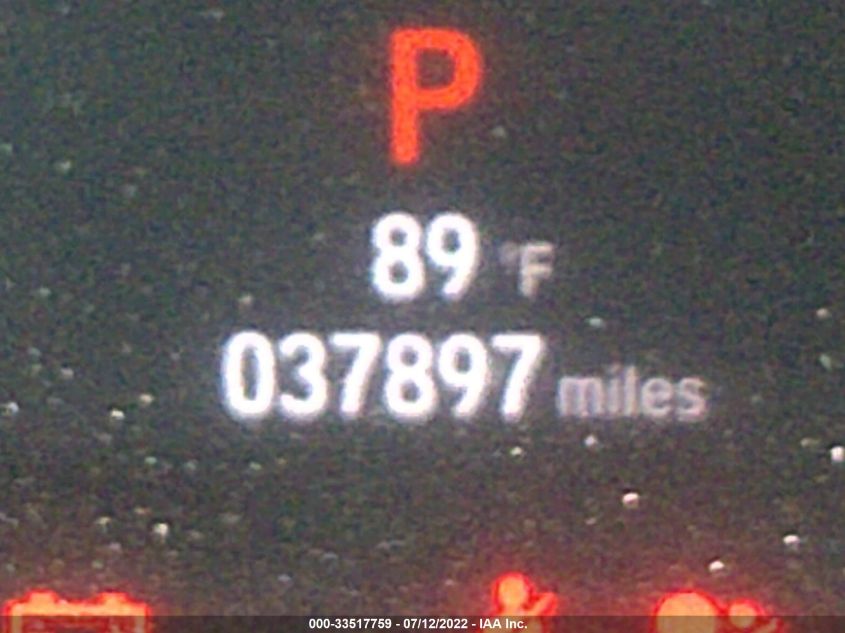 P
89 °F
037897 miles
000-33517759 - 07/12/2022 - IAA Inc.